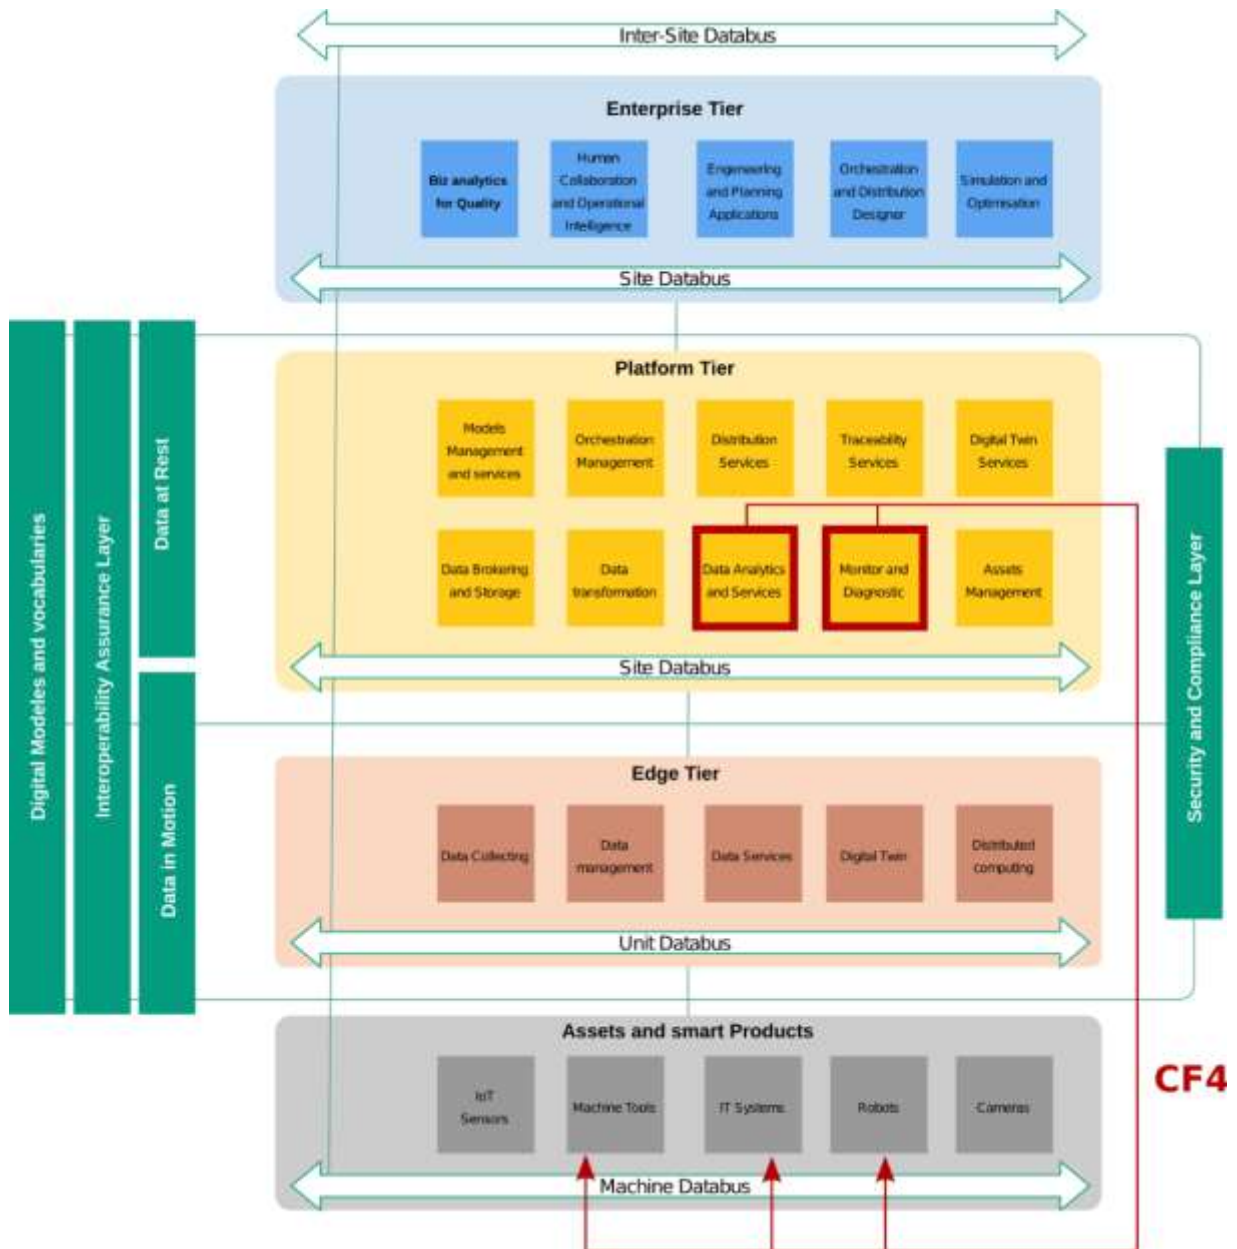 Inter-Site Databus
Enterprise Tier
Biz analytics
for Quality
Human
Collaboration
and Operational
Intelligence
Engeneering
and Planning
Applications
Orchestration
and Distribution
Designer
Simulation and
Optimisation
Site Databus
Platform Tier
Models
Management
and services
Orchestration
Management
Distribution
Services
Traceability
Services
Digital Twin
Services
Data Brokering
and Storage
Data
transformation
Data Analytics
and Services
Monitor and
Diagnostic
Assets
Management
Site Databus
Edge Tier
Data Collecting
Data
management
Data Services
Digital Twin
Distributed
computing
Unit Databus
Assets and smart Products
IoT
Sensors
Machine Tools
IT Systems
Robots
Cameras
Machine Databus
Digital Modeles and vocabularies
Interoperability Assurance Layer
Data at Rest
Data in Motion
Security and Compliance Layer
CF4